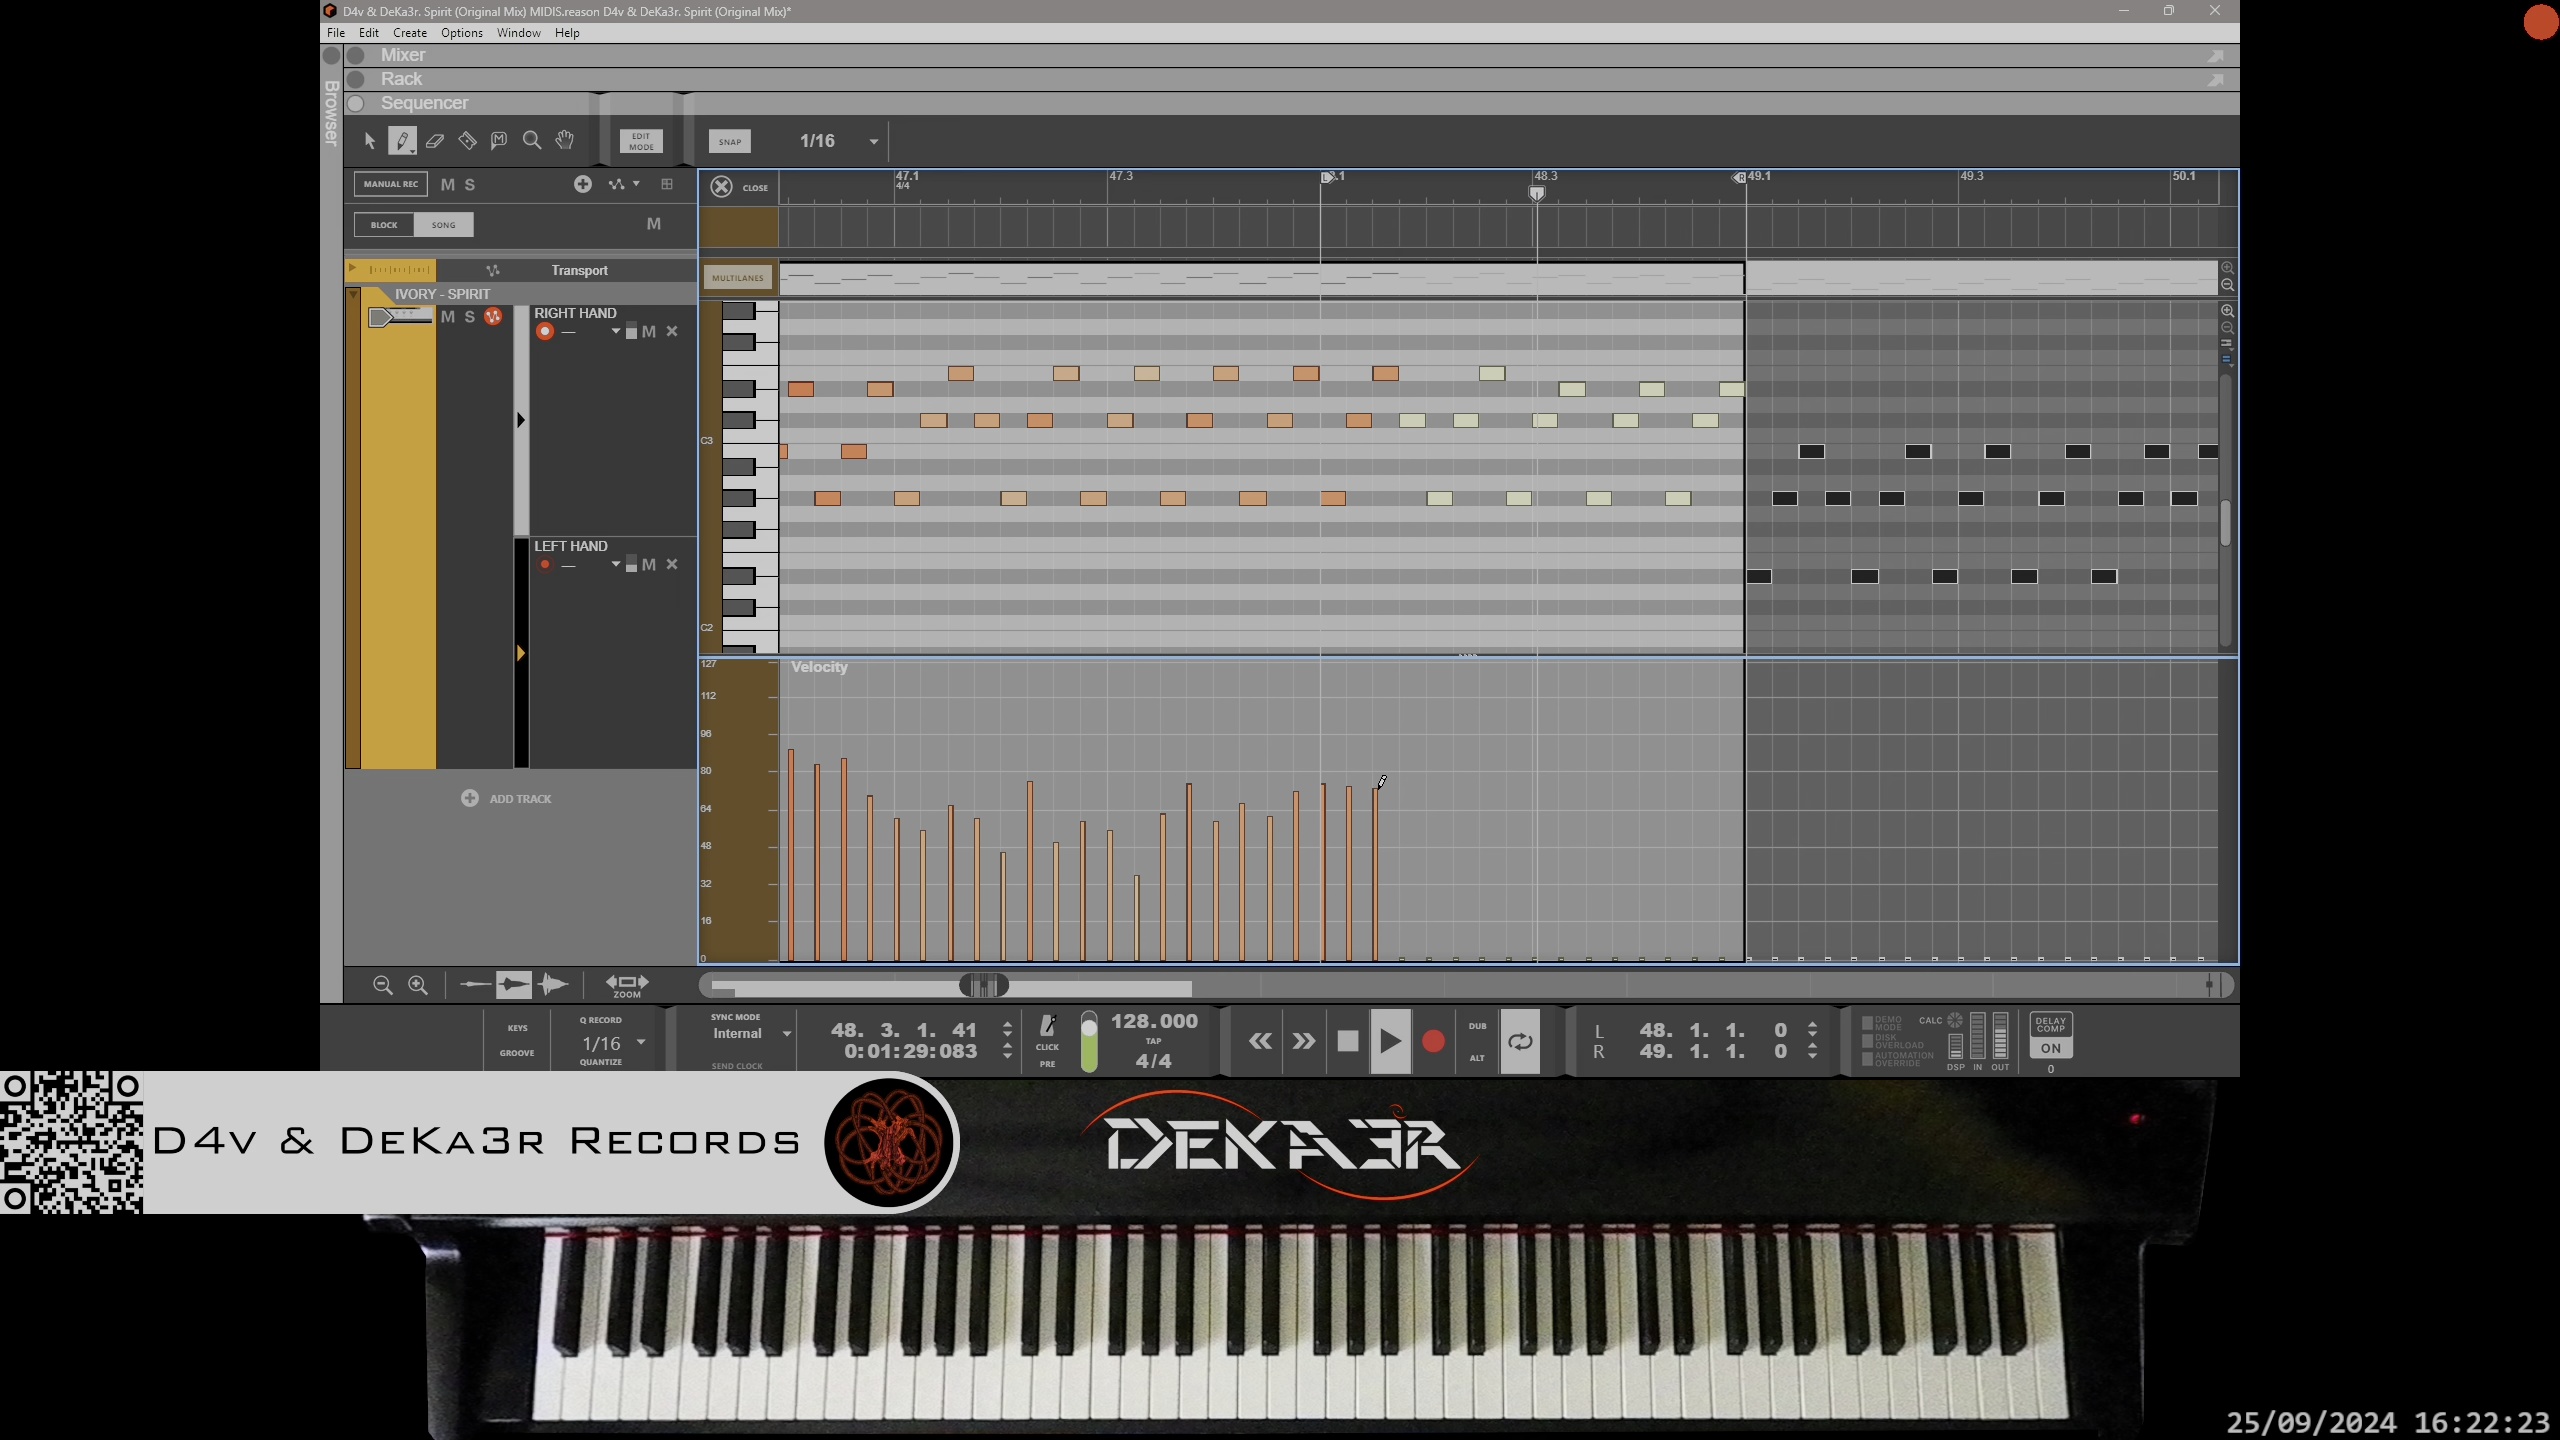 D4v & DeKa3r. Spirit (Original Mix) MIDIS.reason D4v & DeKa3r. Spirit (Original Mix)*
File Edit Create Options Window Help
Mixer
Rack
Sequencer
Browser
EDIT MODE
SNAP
1/16
MANUAL REC
M S
CLOSE
47.1
4/4
47.3
48.3
49.1
49.3
50.1
BLOCK
SONG
M
Transport
MULTILANES
IVORY - SPIRIT
M S
RIGHT HAND
M
C3
LEFT HAND
M
C2
ADD TRACK
Velocity
127
112
96
80
64
48
32
16
0
ZOOM
KEYS
GROOVE
Q RECORD
1/16
QUANTIZE
SYNC MODE
Internal
SEND CLOCK
48. 3. 1. 41
0:01:29:083
CLICK
PRE
128.000
TAP
4/4
DUB
ALT
L 48. 1. 1. 0
R 49. 1. 1. 0
DEMO MODE
DISK OVERLOAD
AUTOMATION OVERRIDE
CALC
DSP IN OUT
DELAY COMP
ON
0
D4v & DeKa3r Records
DEKA3R
25/09/2024 16:22:23